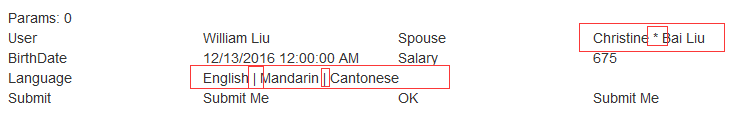 Params: 0
User William Liu Spouse Christine * Bai Liu
BirthDate 12/13/2016 12:00:00 AM Salary 675
Language English | Mandarin | Cantonese
Submit Submit Me OK Submit Me